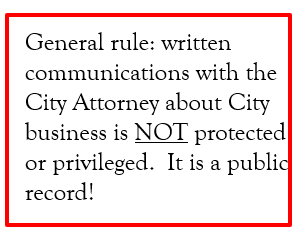 General rule: written
communications with the
City Attorney about City
business is NOT protected
or privileged.  It is a public
record!